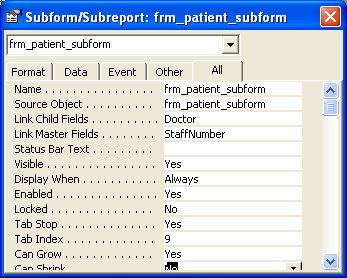 Subform/Subreport: frm_patient_subform
frm_patient_subform
Format Data Event Other All
Name . . . . . . . . . . . . . . . . frm_patient_subform
Source Object . . . . . . . . . . frm_patient_subform
Link Child Fields . . . . . . . . Doctor
Link Master Fields . . . . . . . StaffNumber
Status Bar Text . . . . . . . . .
Visible . . . . . . . . . . . . . . . Yes
Display When . . . . . . . . . . Always
Enabled . . . . . . . . . . . . . . Yes
Locked . . . . . . . . . . . . . . . No
Tab Stop . . . . . . . . . . . . . Yes
Tab Index . . . . . . . . . . . . 9
Can Grow . . . . . . . . . . . . . Yes
Can Shrink . . . . . . . . . . . . No